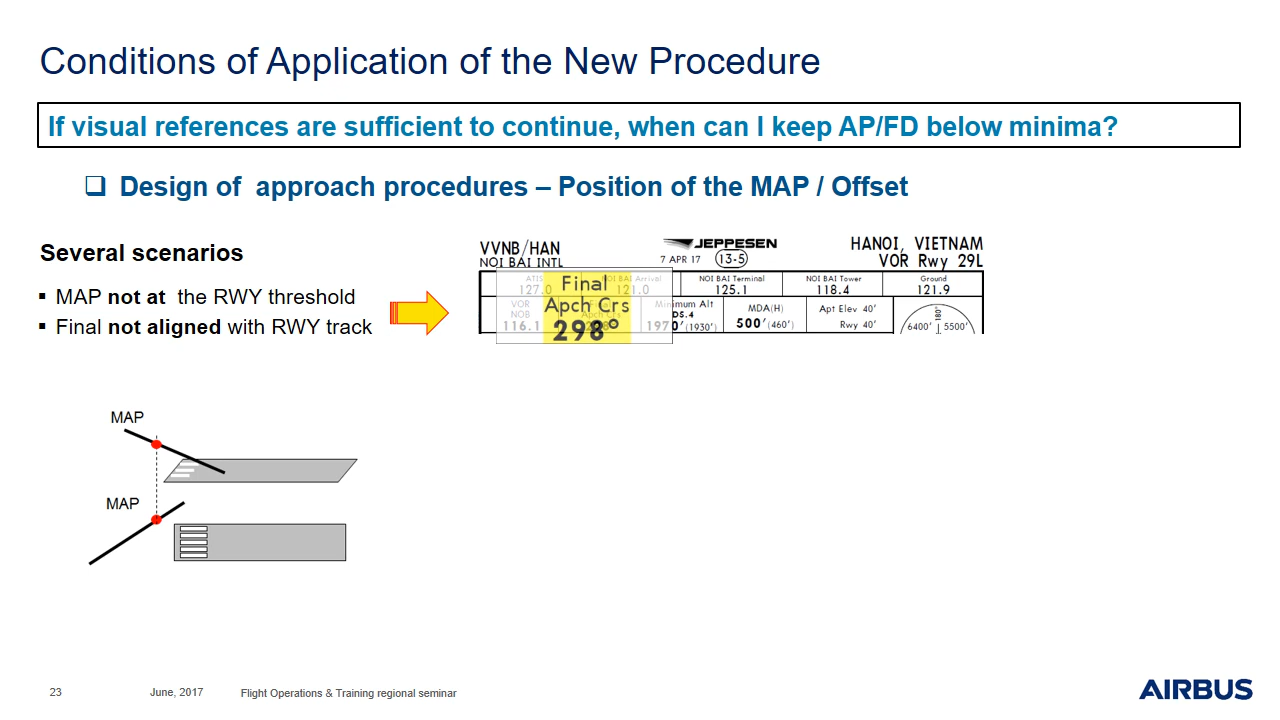 Conditions of Application of the New Procedure
If visual references are sufficient to continue, when can I keep AP/FD below minima?
Design of approach procedures – Position of the MAP / Offset
Several scenarios
MAP not at the RWY threshold
Final not aligned with RWY track
VVNB/HAN
NOI BAI INTL
JEPPESEN
7 APR 17 13-5
HANOI, VIETNAM
VOR Rwy 29L
ATIS
127.0
NOI BAI Arrival
121.0
NOI BAI Terminal
125.1
NOI BAI Tower
118.4
Ground
121.9
VOR
NOB
116.1
Final
Apch Crs
298°
Minimum Alt
D5.4
1970'(1930')
MDA(H)
500'(460')
Apt Elev 40'
Rwy 40'
180°
6400' 5500'
MAP
MAP
23
June, 2017
Flight Operations & Training regional seminar
AIRBUS